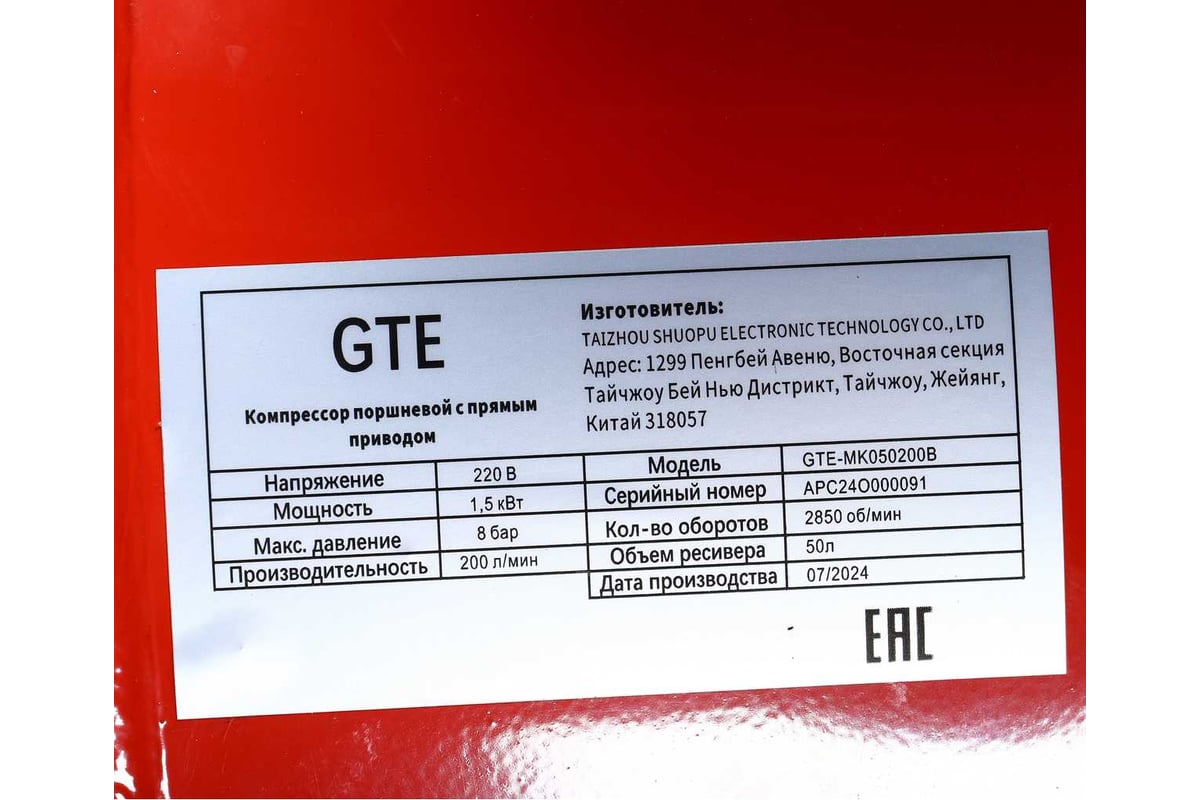 GTE
Компрессор поршневой с прямым
приводом
Изготовитель:
TAIZHOU SHUOPU ELECTRONIC TECHNOLOGY CO., LTD
Адрес: 1299 Пенгбей Авеню, Восточная секция
Тайчжоу Бей Нью Дистрикт, Тайчжоу, Жейянг,
Китай 318057
Напряжение 220 В
Мощность 1,5 кВт
Макс. давление 8 бар
Производительность 200 л/мин
Модель GTE-MK050200B
Серийный номер APC24O000091
Кол-во оборотов 2850 об/мин
Объем ресивера 50л
Дата производства 07/2024
EAC